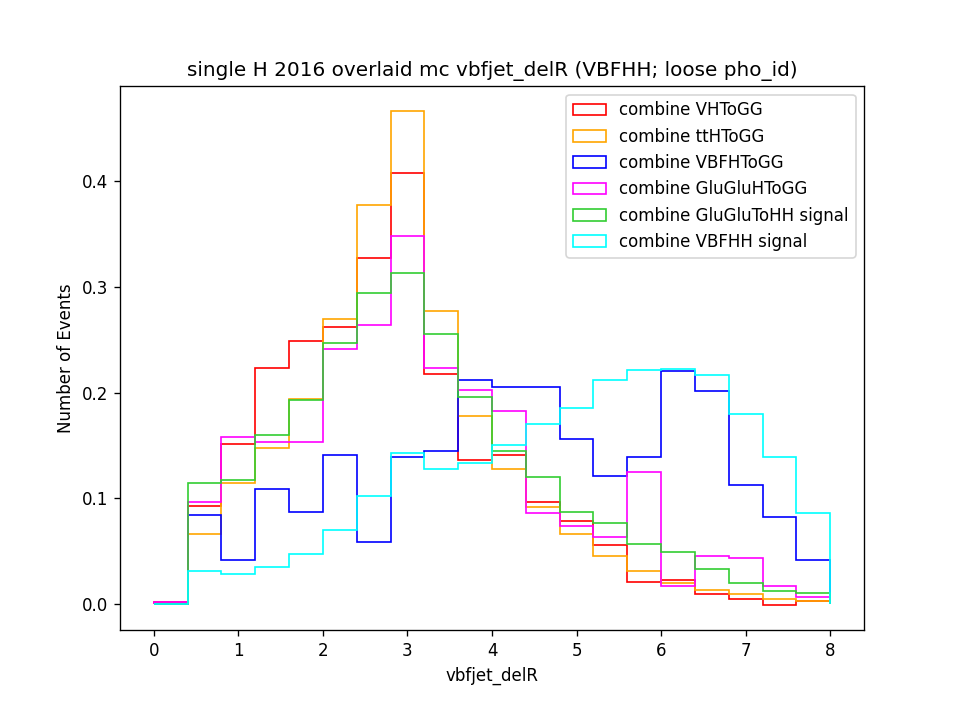 single H 2016 overlaid mc vbfjet_delR (VBFHH; loose pho_id)
combine VHToGG
combine ttHToGG
combine VBFHToGG
combine GluGluHToGG
combine GluGluToHH signal
combine VBFHH signal
Number of Events
0.4
0.3
0.2
0.1
0.0
0 1 2 3 4 5 6 7 8
vbfjet_delR